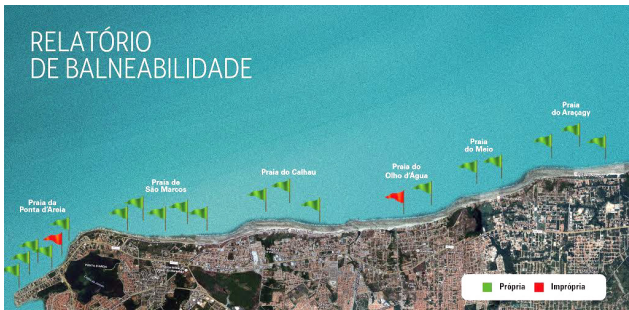 RELATÓRIO
DE BALNEABILIDADE
Praia
do Araçagy
Praia
do Meio
Praia do
Olho d'Água
Praia do Calhau
Praia de
São Marcos
Praia da
Ponta d'Areia
Própria
Imprópria